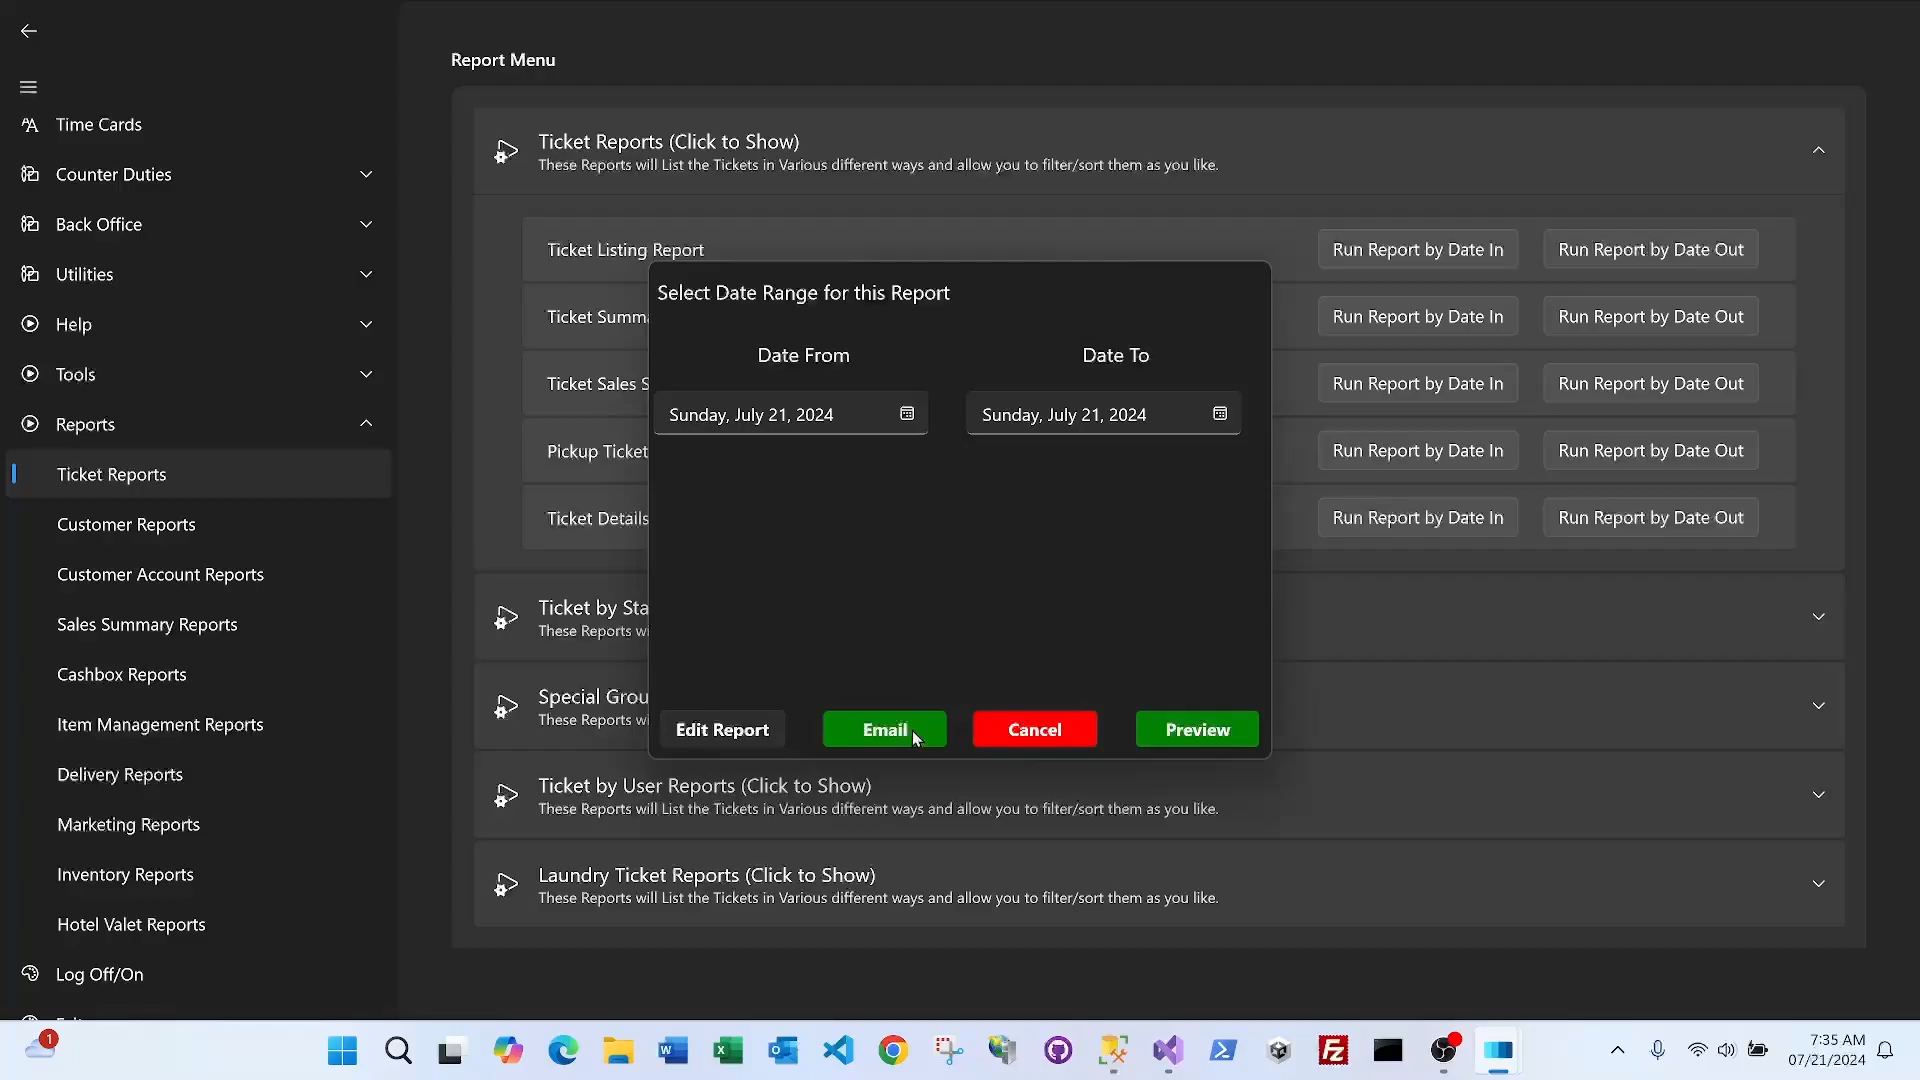 Time Cards
Counter Duties
Back Office
Utilities
Help
Tools
Reports
Ticket Reports
Customer Reports
Customer Account Reports
Sales Summary Reports
Cashbox Reports
Item Management Reports
Delivery Reports
Marketing Reports
Inventory Reports
Hotel Valet Reports
Log Off/On
Report Menu
Ticket Reports (Click to Show)
These Reports will List the Tickets in Various different ways and allow you to filter/sort them as you like.
Ticket Listing Report
Run Report by Date In
Run Report by Date Out
Ticket Summa
Run Report by Date In
Run Report by Date Out
Ticket Sales S
Run Report by Date In
Run Report by Date Out
Pickup Ticket
Run Report by Date In
Run Report by Date Out
Ticket Details
Run Report by Date In
Run Report by Date Out
Select Date Range for this Report
Date From
Date To
Sunday, July 21, 2024
Sunday, July 21, 2024
Edit Report
Email
Cancel
Preview
Ticket by Sta
These Reports wi
Special Grou
These Reports wi
Ticket by User Reports (Click to Show)
These Reports will List the Tickets in Various different ways and allow you to filter/sort them as you like.
Laundry Ticket Reports (Click to Show)
These Reports will List the Tickets in Various different ways and allow you to filter/sort them as you like.
1
7:35 AM
07/21/2024